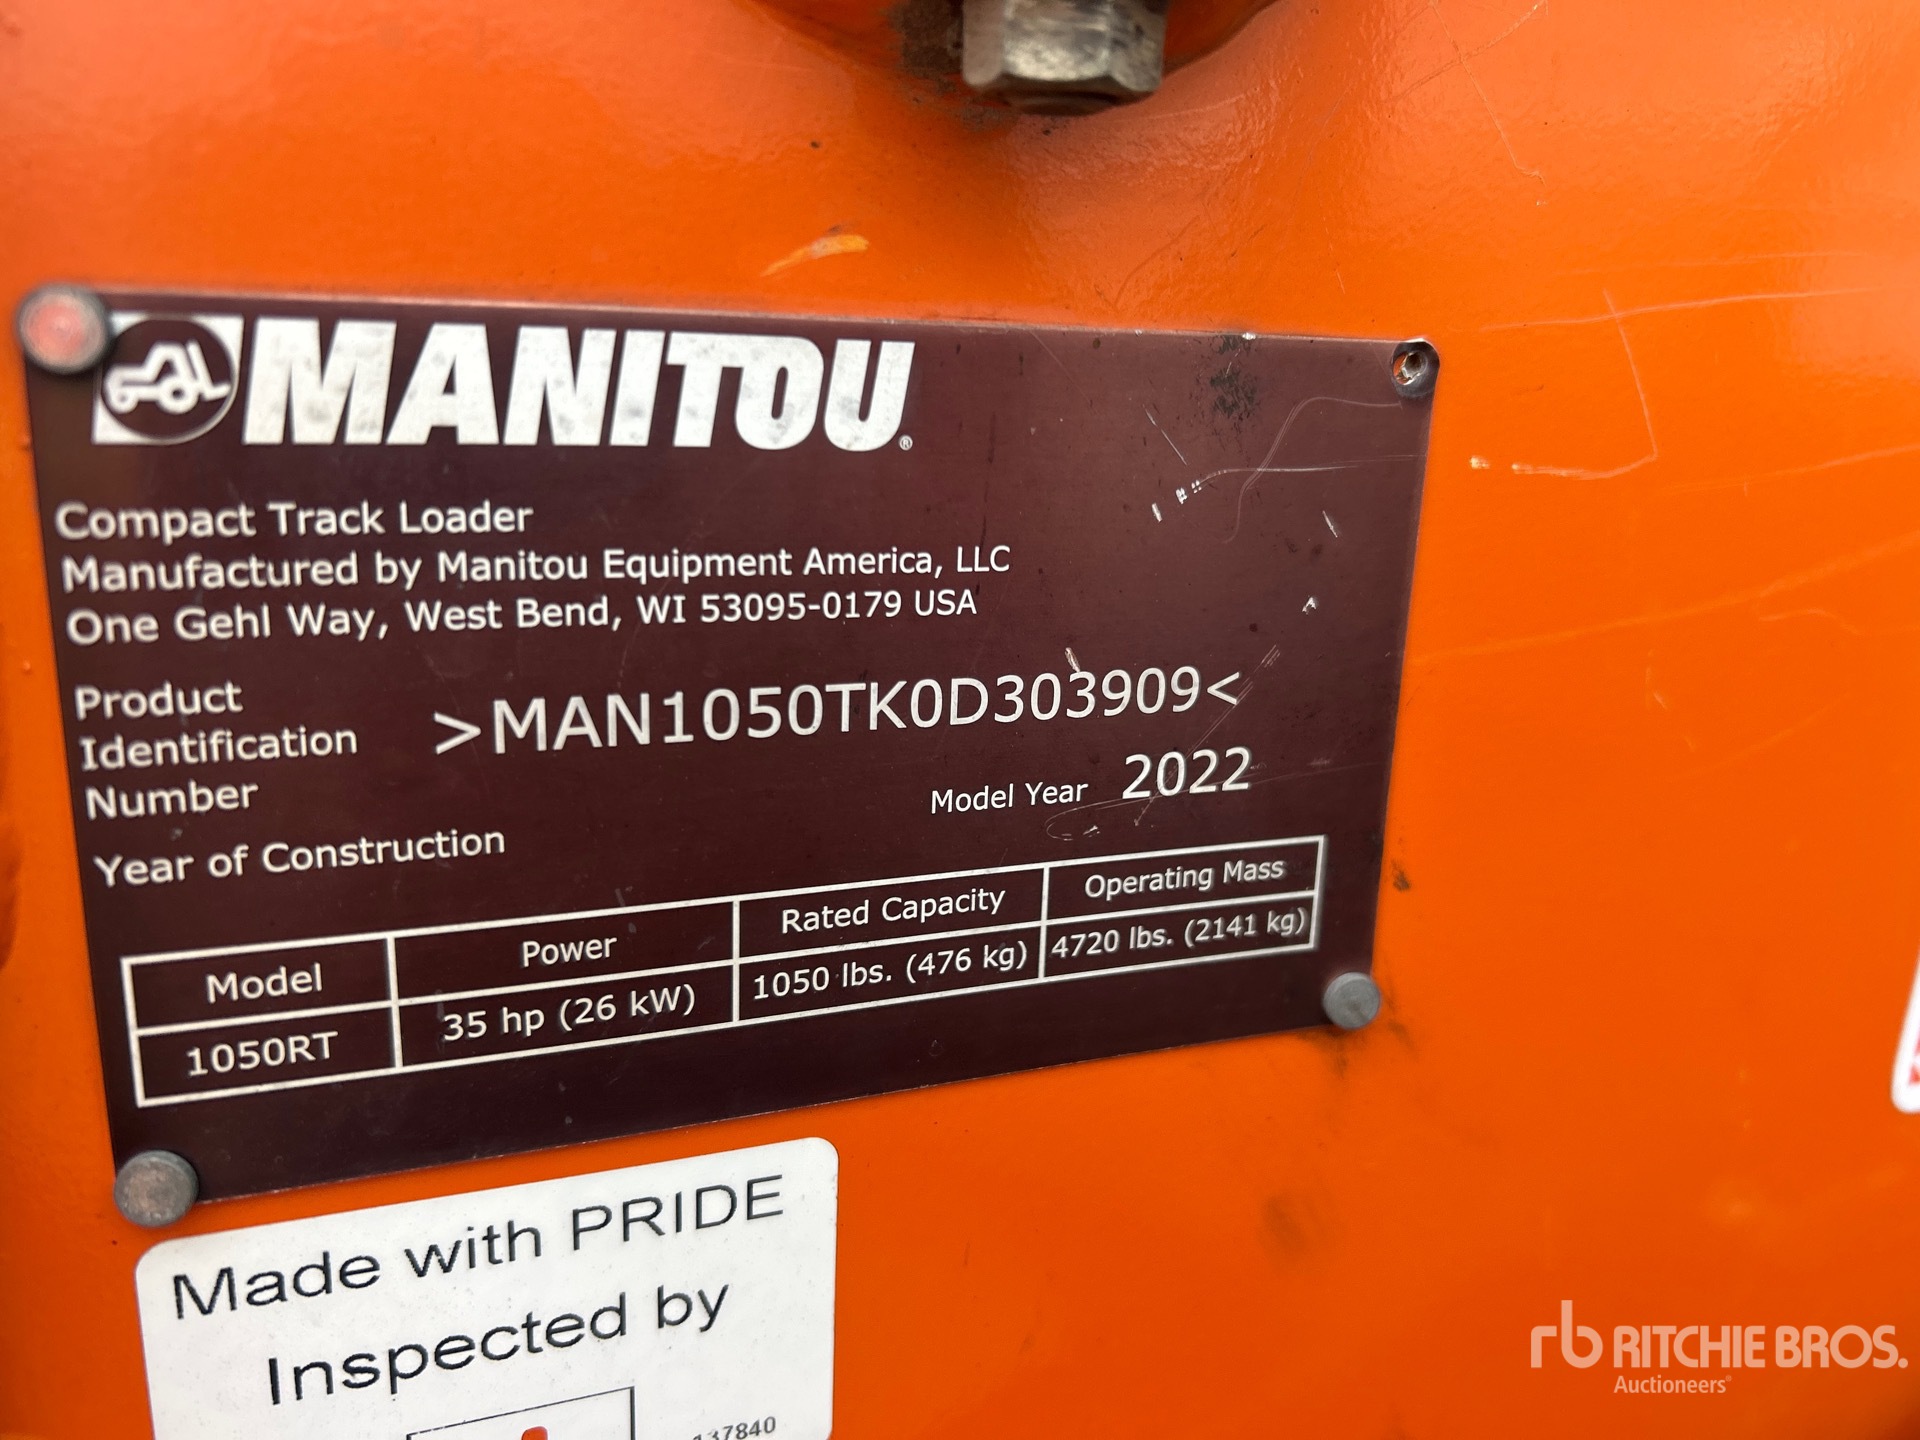 MANITOU®
Compact Track Loader
Manufactured by Manitou Equipment America, LLC
One Gehl Way, West Bend, WI 53095-0179 USA
Product
Identification
Number
>MAN1050TK0D303909<
Model Year 2022
Year of Construction
Model Power Rated Capacity Operating Mass
1050RT 35 hp (26 kW) 1050 lbs. (476 kg) 4720 lbs. (2141 kg)
Made with PRIDE
Inspected by
137840
rb RITCHIE BROS.
Auctioneers®